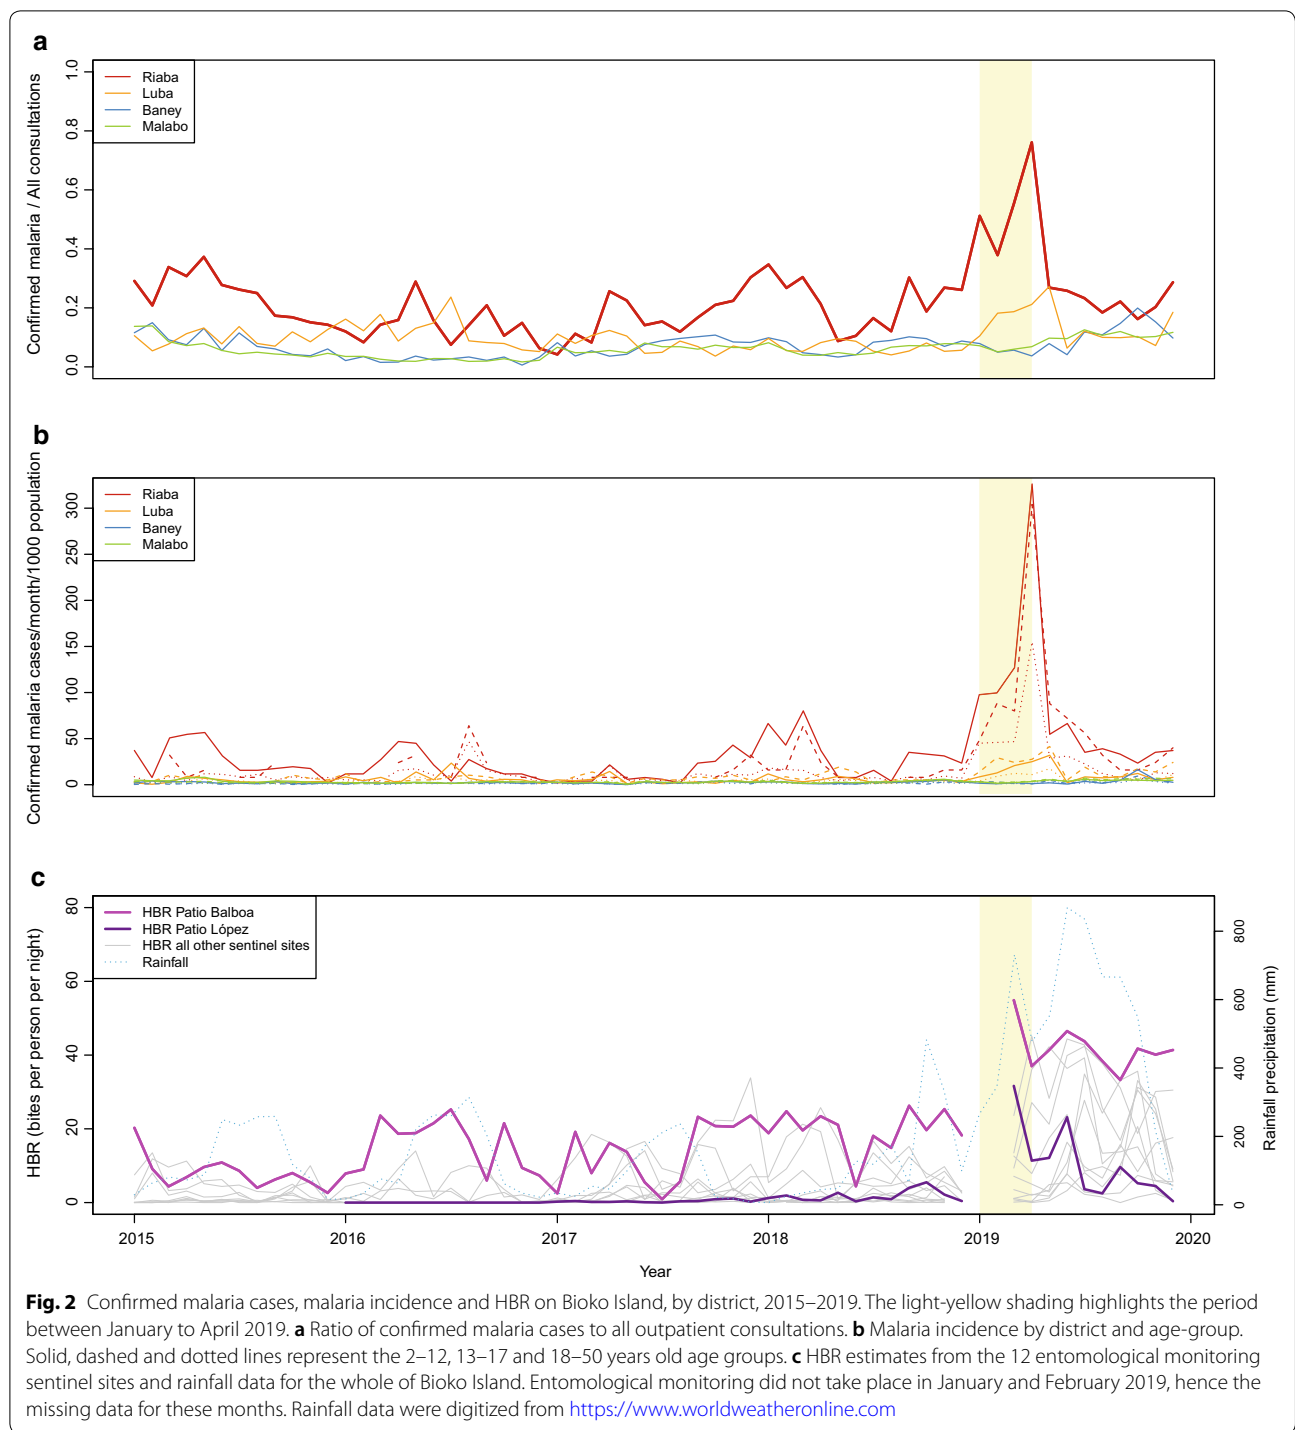 a
Confirmed malaria / All consultations
1.0
0.8
0.6
0.4
0.2
0.0
Riaba
Luba
Baney
Malabo
b
Confirmed malaria cases/month/1000 population
300
250
200
150
100
50
0
Riaba
Luba
Baney
Malabo
c
HBR (bites per person per night)
80
60
40
20
0
HBR Patio Balboa
HBR Patio López
HBR all other sentinel sites
Rainfall
800
600
400
200
0
Rainfall precipitation (mm)
2015 2016 2017 2018 2019 2020
Year
Fig. 2 Confirmed malaria cases, malaria incidence and HBR on Bioko Island, by district, 2015–2019. The light-yellow shading highlights the period
between January to April 2019. a Ratio of confirmed malaria cases to all outpatient consultations. b Malaria incidence by district and age-group.
Solid, dashed and dotted lines represent the 2–12, 13–17 and 18–50 years old age groups. c HBR estimates from the 12 entomological monitoring
sentinel sites and rainfall data for the whole of Bioko Island. Entomological monitoring did not take place in January and February 2019, hence the
missing data for these months. Rainfall data were digitized from https://www.worldweatheronline.com